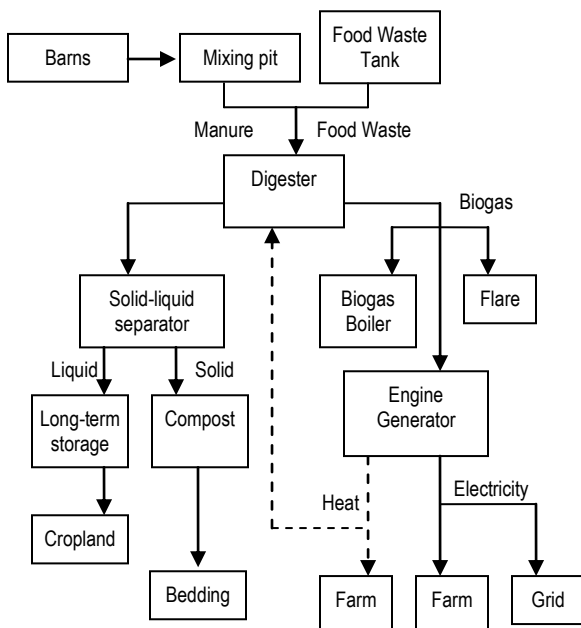 Barns
Mixing pit
Food Waste
Tank
Manure
Food Waste
Digester
Biogas
Solid-liquid
separator
Biogas
Boiler
Flare
Liquid
Solid
Engine
Generator
Long-term
storage
Compost
Heat
Electricity
Cropland
Bedding
Farm
Farm
Grid